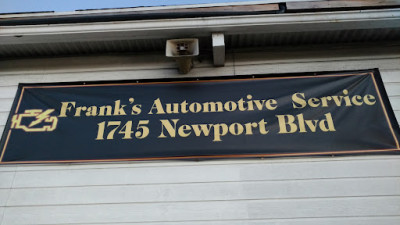 Frank's Automotive Service
1745 Newport Blvd